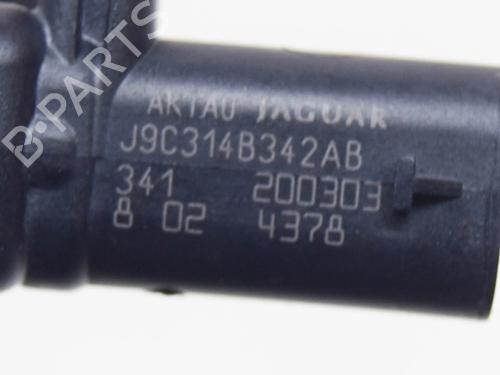 B-PARTS
AKTAU JAGUAR
J9C314B342AB
341 200303
8 02 4378